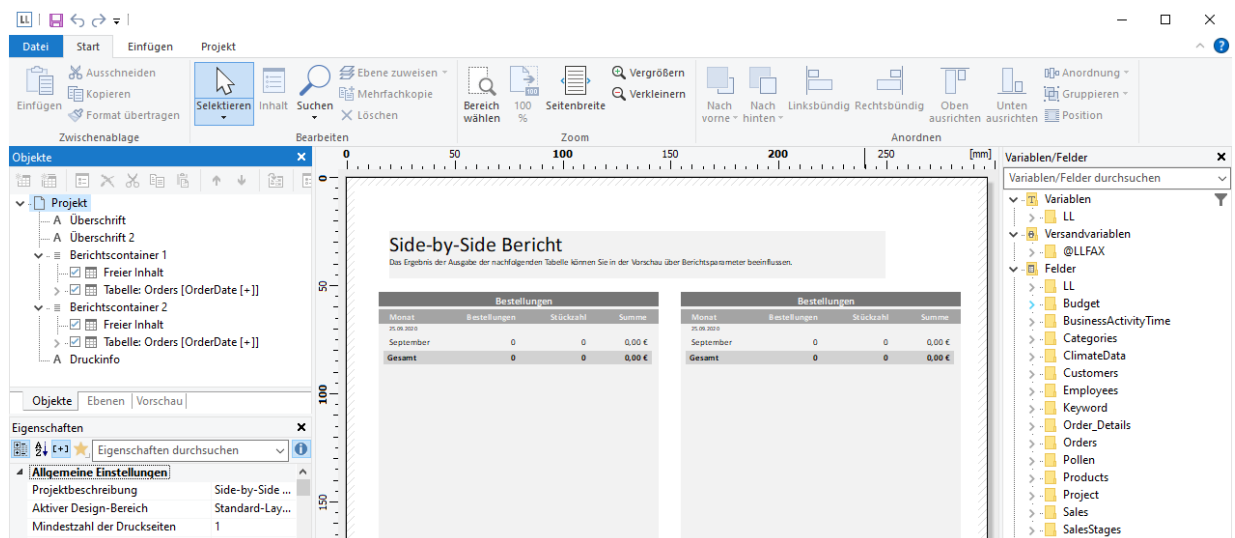 LL
Datei Start Einfügen Projekt
Einfügen
Ausschneiden
Kopieren
Format übertragen
Zwischenablage
Selektieren Inhalt Suchen
Ebene zuweisen
Mehrfachkopie
Löschen
Bearbeiten
Bereich wählen
100 %
Seitenbreite
Vergrößern
Verkleinern
Zoom
Nach vorne
Nach hinten
Linksbündig Rechtsbündig
Oben ausrichten
Unten ausrichten
Anordnung
Gruppieren
Position
Anordnen
Objekte
Projekt
A Überschrift
A Überschrift 2
Berichtscontainer 1
Freier Inhalt
Tabelle: Orders [OrderDate [+]]
Berichtscontainer 2
Freier Inhalt
Tabelle: Orders [OrderDate [+]]
A Druckinfo
Objekte Ebenen Vorschau
Eigenschaften
Eigenschaften durchsuchen
Allgemeine Einstellungen
Projektbeschreibung Side-by-Side ...
Aktiver Design-Bereich Standard-Lay...
Mindestzahl der Druckseiten 1
0 50 100 150 200 250 [mm]
0
50
100
150
Side-by-Side Bericht
Das Ergebnis der Ausgabe der nachfolgenden Tabelle können Sie in der Vorschau über Berichtsparameter beeinflussen.
Bestellungen
Monat Bestellungen Stückzahl Summe
25.09.2020
September 0 0 0,00 €
Gesamt 0 0 0,00 €
Bestellungen
Monat Bestellungen Stückzahl Summe
25.09.2020
September 0 0 0,00 €
Gesamt 0 0 0,00 €
Variablen/Felder
Variablen/Felder durchsuchen
Variablen
LL
Versandvariablen
@LLFAX
Felder
LL
Budget
BusinessActivityTime
Categories
ClimateData
Customers
Employees
Keyword
Order_Details
Orders
Pollen
Products
Project
Sales
SalesStages